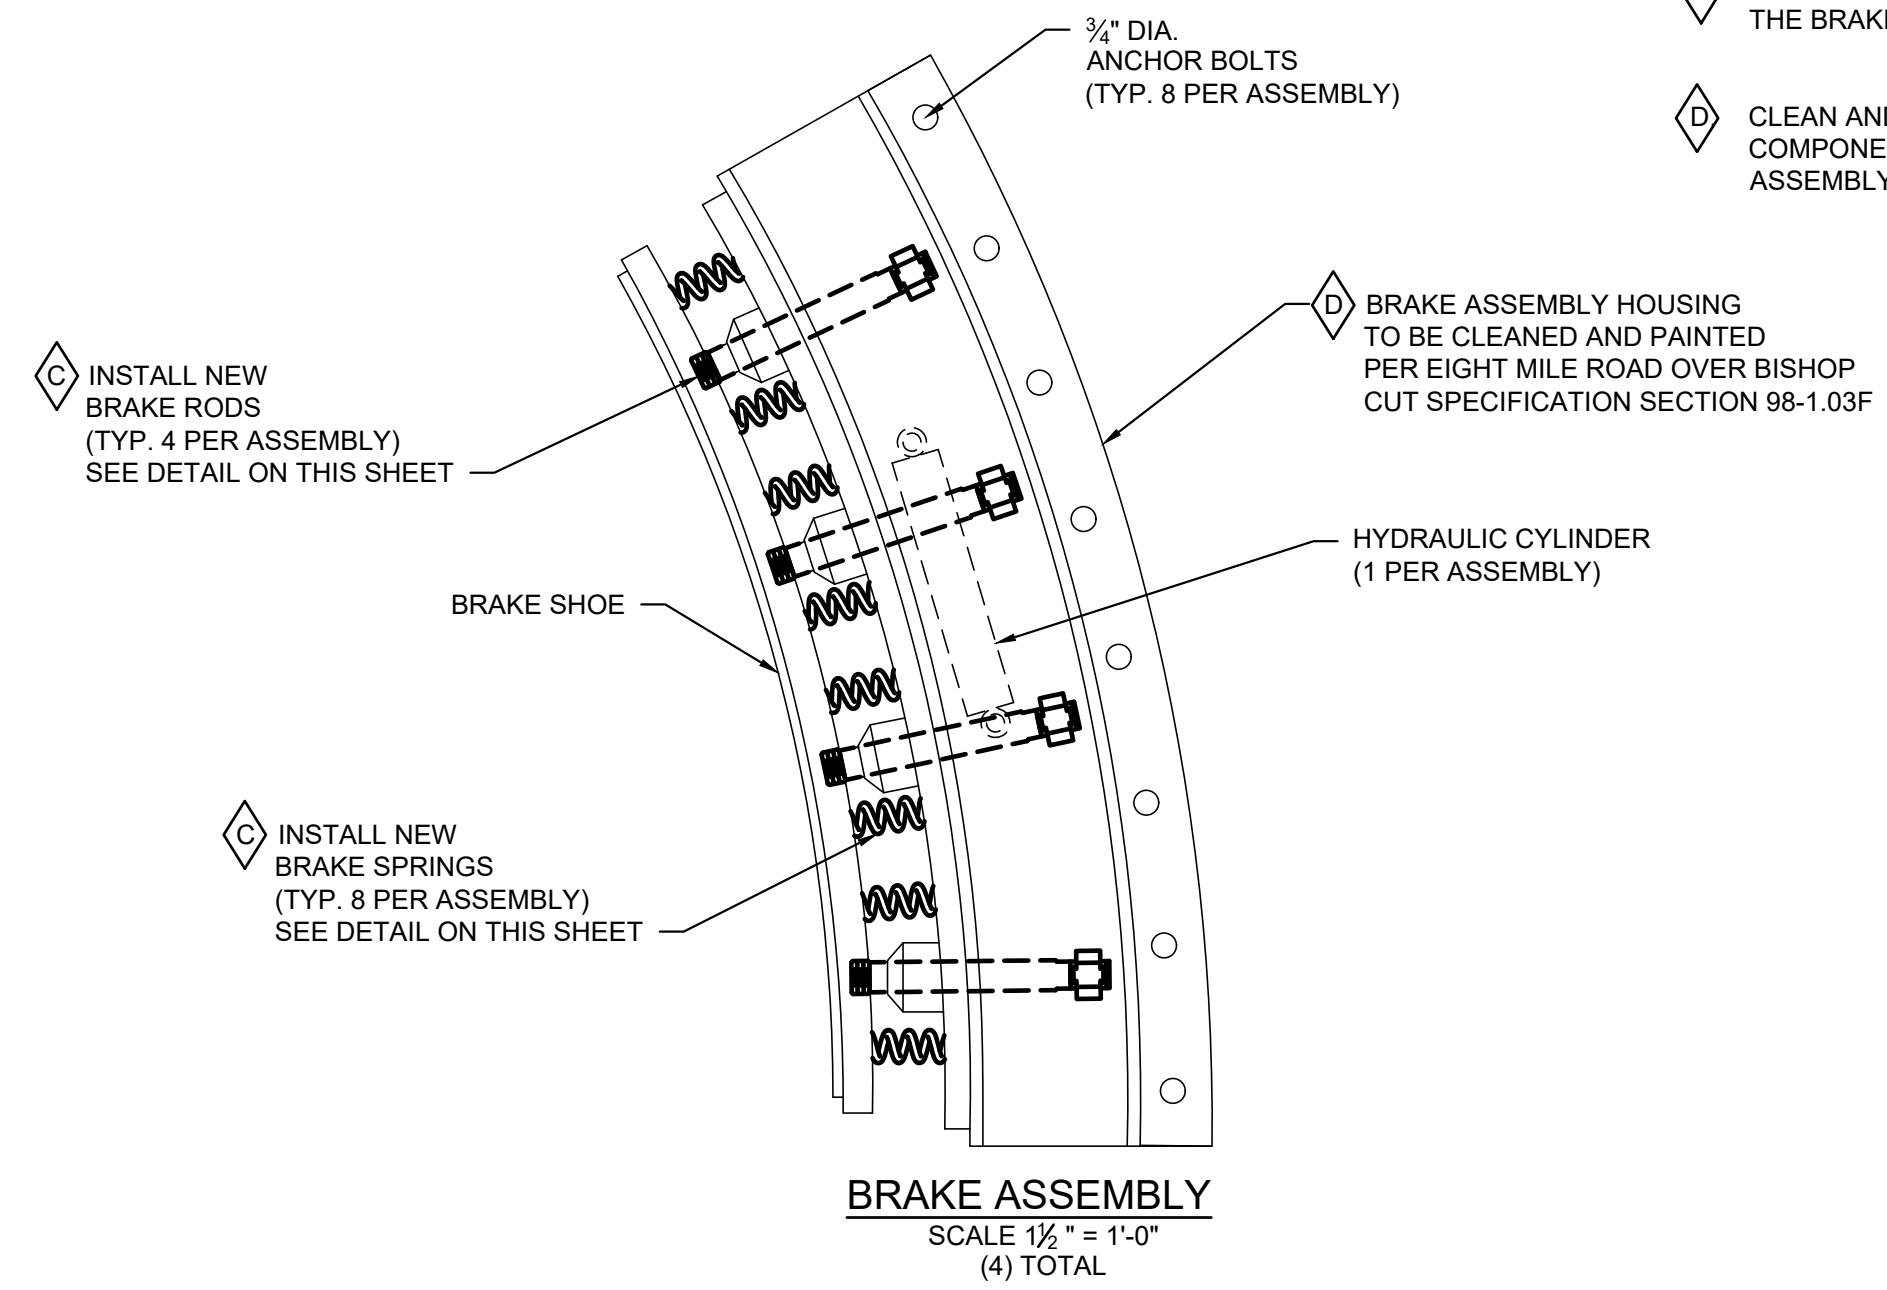 ¾" DIA.
ANCHOR BOLTS
(TYP. 8 PER ASSEMBLY)
THE BRAKE
D CLEAN AND
COMPONE
ASSEMBLY
D BRAKE ASSEMBLY HOUSING
TO BE CLEANED AND PAINTED
PER EIGHT MILE ROAD OVER BISHOP
CUT SPECIFICATION SECTION 98-1.03F
C INSTALL NEW
BRAKE RODS
(TYP. 4 PER ASSEMBLY)
SEE DETAIL ON THIS SHEET
HYDRAULIC CYLINDER
(1 PER ASSEMBLY)
BRAKE SHOE
C INSTALL NEW
BRAKE SPRINGS
(TYP. 8 PER ASSEMBLY)
SEE DETAIL ON THIS SHEET
BRAKE ASSEMBLY
SCALE 1½" = 1'-0"
(4) TOTAL